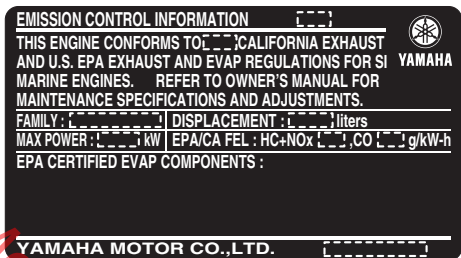 EMISSION CONTROL INFORMATION
THIS ENGINE CONFORMS TO CALIFORNIA EXHAUST
AND U.S. EPA EXHAUST AND EVAP REGULATIONS FOR SI
MARINE ENGINES. REFER TO OWNER'S MANUAL FOR
MAINTENANCE SPECIFICATIONS AND ADJUSTMENTS.
YAMAHA
FAMILY : DISPLACEMENT : liters
MAX POWER : kW EPA/CA FEL : HC+NOx ,CO g/kW-h
EPA CERTIFIED EVAP COMPONENTS :
YAMAHA MOTOR CO.,LTD.